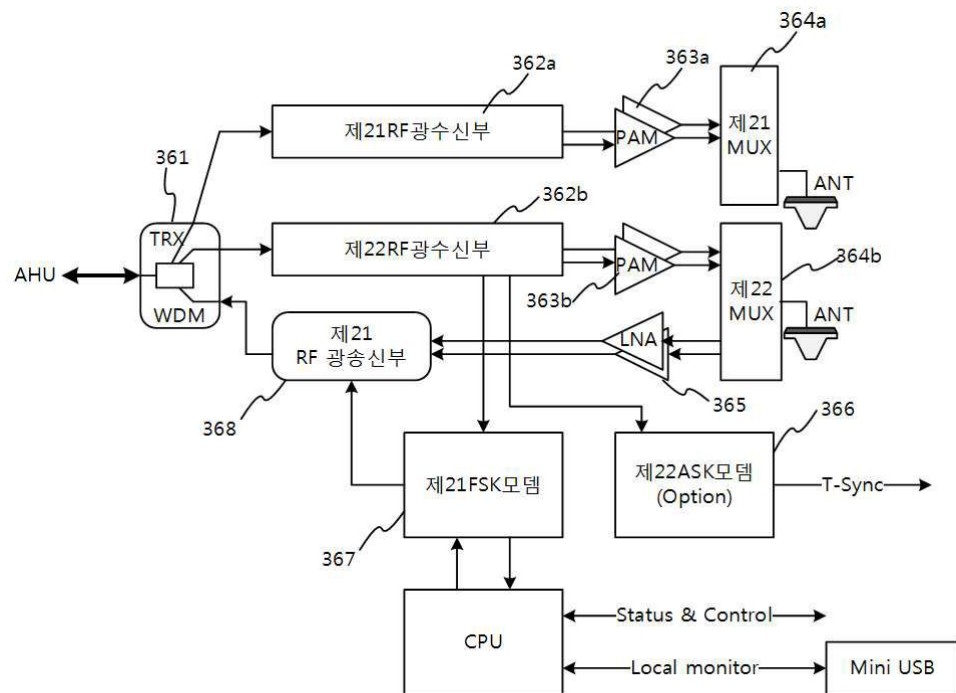 364a
362a
363a
제21RF광수신부
PAM
제21
MUX
361
ANT
362b
TRX
제22RF광수신부
PAM
364b
AHU
363b
제22
MUX
WDM
ANT
제21
RF 광송신부
LNA
365
368
366
제21FSK모뎀
제22ASK모뎀
(Option)
T-Sync
367
CPU
Status & Control
Local monitor
Mini USB